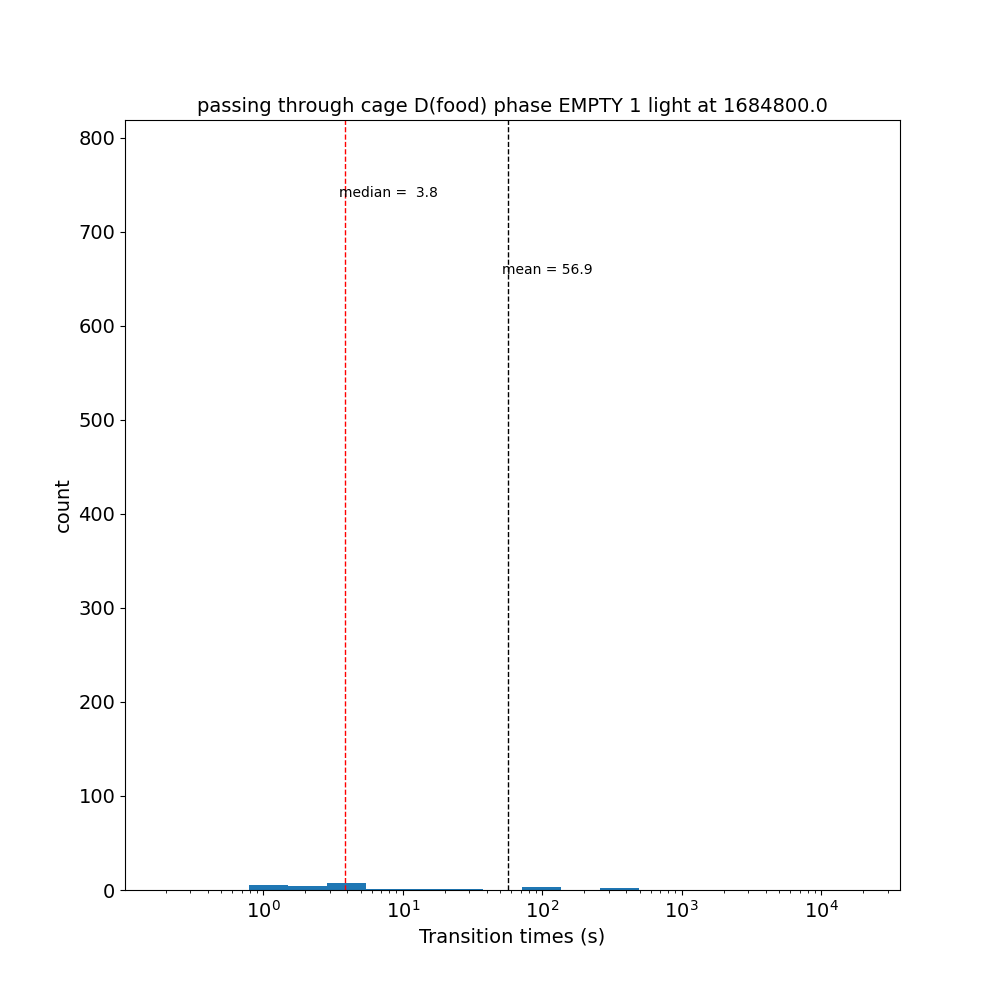 passing through cage D(food) phase EMPTY 1 light at 1684800.0
800
median =  3.8
700
mean = 56.9
600
500
400
count
300
200
100
0
10⁰ 10¹ 10² 10³ 10⁴
Transition times (s)